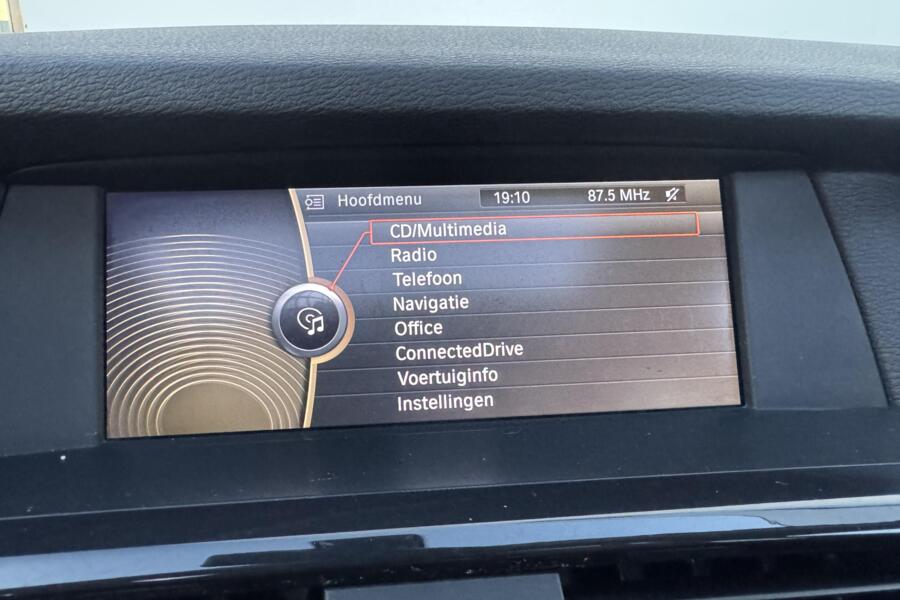 Hoofdmenu 19:10 87.5 MHz
CD/Multimedia
Radio
Telefoon
Navigatie
Office
ConnectedDrive
Voertuiginfo
Instellingen